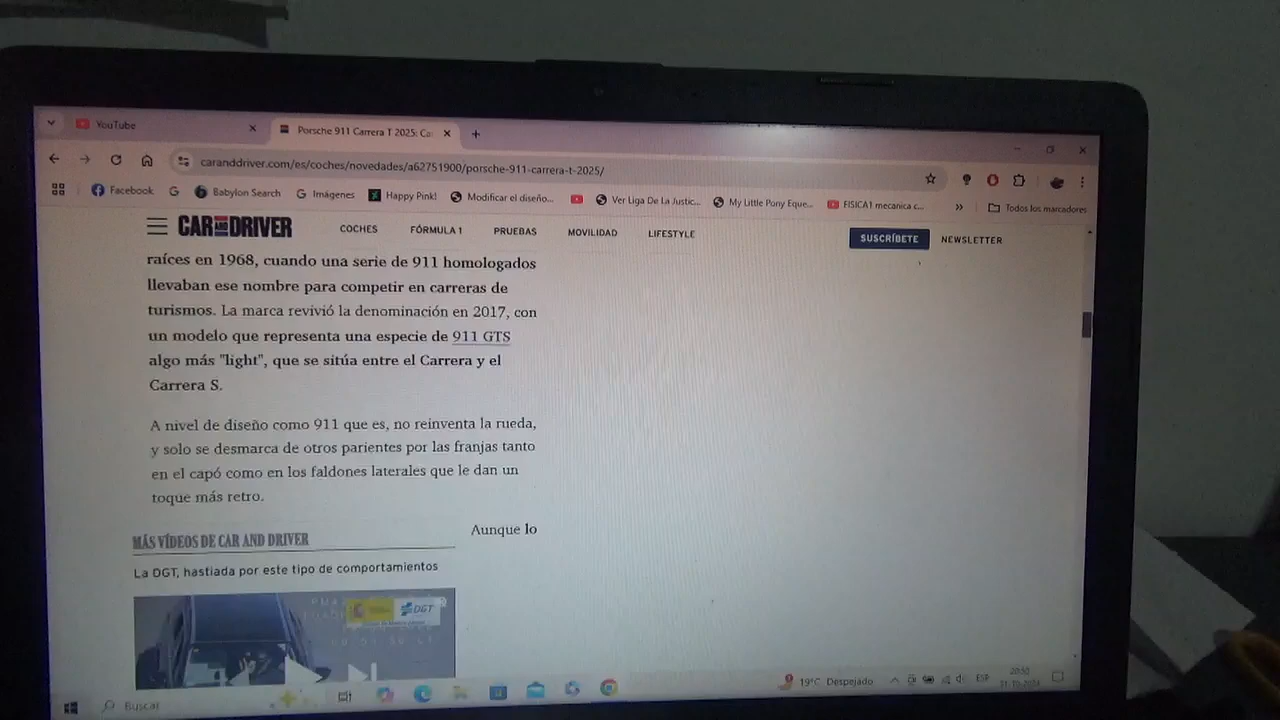 YouTube
Porsche 911 Carrera T 2025: Ca
caranddriver.com/es/coches/novedades/a62751900/porsche-911-carrera-t-2025/
Facebook
Babylon Search
Imágenes
Happy Pink!
Modificar el diseño...
Ver Liga De La Justic...
My Little Pony Eque...
FISICA1 mecanica c...
Todos los marcadores
CAR AND DRIVER
COCHES
FÓRMULA 1
PRUEBAS
MOVILIDAD
LIFESTYLE
SUSCRÍBETE
NEWSLETTER
raíces en 1968, cuando una serie de 911 homologados
llevaban ese nombre para competir en carreras de
turismos. La marca revivió la denominación en 2017, con
un modelo que representa una especie de 911 GTS
algo más "light", que se sitúa entre el Carrera y el
Carrera S.
A nivel de diseño como 911 que es, no reinventa la rueda,
y solo se desmarca de otros parientes por las franjas tanto
en el capó como en los faldones laterales que le dan un
toque más retro.
Aunque lo
MÁS VÍDEOS DE CAR AND DRIVER
La DGT, hastiada por este tipo de comportamientos
DGT
Buscar
19°C Despejado
ESP
20:50